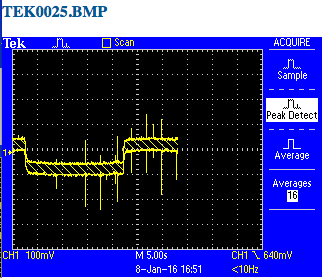 TEK0025.BMP
Tek
Scan
ACQUIRE
Sample
Peak Detect
Average
Averages
16
1
CH1 100mV
M 5.00s
CH1 640mV
8-Jan-16 16:51
<10Hz